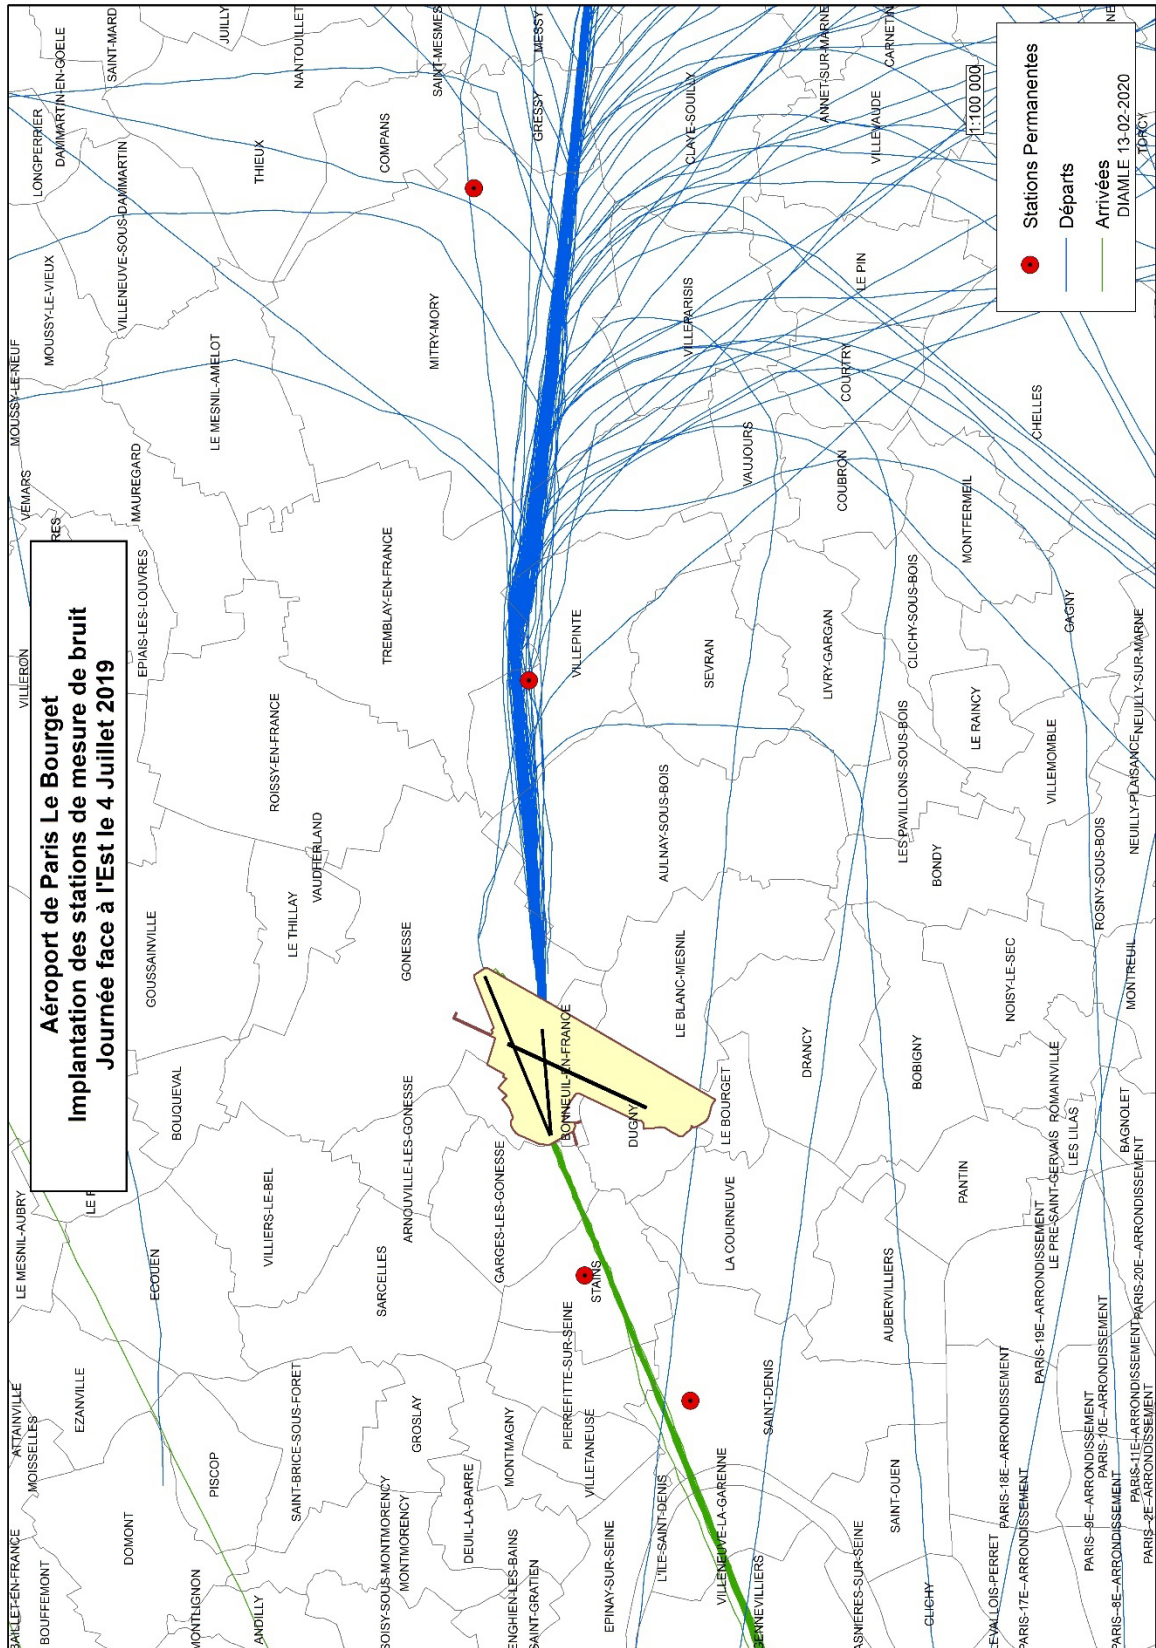 Aéroport de Paris Le Bourget
Implantation des stations de mesure de bruit
Journée face à l'Est le 4 Juillet 2019
BAILLET-EN-FRANCE
ATTAINVILLE
MOISSELLES
LE MESNIL-AUBRY
VILLERON
VEMARS
MOUSSY-LE-NEUF
LONGPERRIER
DAMMARTIN-EN-GOELE
SAINT-MARD
JUILLY
BOUFFEMONT
EZANVILLE
LE
RES
MOUSSY-LE-VIEUX
DOMONT
ECOUEN
BOUQUEVAL
GOUSSAINVILLE
EPIAIS-LES-LOUVRES
MAUREGARD
VILLENEUVE-SOUS-DAMMARTIN
MONTLIGNON
PISCOP
LE MESNIL-AMELOT
THIEUX
NANTOUILLET
ANDILLY
SAINT-BRICE-SOUS-FORET
VILLIERS-LE-BEL
LE THILLAY
VAUDHERLAND
ROISSY-EN-FRANCE
SOISY-SOUS-MONTMORENCY
MONTMORENCY
GROSLAY
SARCELLES
ARNOUVILLE-LES-GONESSE
GONESSE
TREMBLAY-EN-FRANCE
COMPANS
SAINT-MESMES
DEUIL-LA-BARRE
MITRY-MORY
ENGHIEN-LES-BAINS
SAINT-GRATIEN
MONTMAGNY
GARGES-LES-GONESSE
GRESSY
MESSY
EPINAY-SUR-SEINE
VILLETANEUSE
PIERREFITTE-SUR-SEINE
STAINS
BONNEUIL-EN-FRANCE
VILLEPINTE
L'ILE-SAINT-DENIS
DUGNY
AULNAY-SOUS-BOIS
LE BLANC-MESNIL
SEVRAN
VILLEPARISIS
CLAYE-SOUILLY
VILLENEUVE-LA-GARENNE
LA COURNEUVE
LE BOURGET
VAUJOURS
GENNEVILLIERS
SAINT-DENIS
DRANCY
LIVRY-GARGAN
COUBRON
COURTRY
LE PIN
ANNET-SUR-MARNE
VILLEVAUDE
CARNETIN
ASNIERES-SUR-SEINE
SAINT-OUEN
AUBERVILLIERS
BOBIGNY
LES PAVILLONS-SOUS-BOIS
CLICHY-SOUS-BOIS
CLICHY
BONDY
PANTIN
LE RAINCY
MONTFERMEIL
EVALLOIS-PERRET
PARIS-18E--ARRONDISSEMENT
PARIS-17E--ARRONDISSEMENT
PARIS-19E--ARRONDISSEMENT
LE PRE-SAINT-GERVAIS
ROMAINVILLE
LES LILAS
NOISY-LE-SEC
VILLEMOMBLE
GAGNY
CHELLES
PARIS--9E--ARRONDISSEMENT
PARIS-10E--ARRONDISSEMENT
PARIS--8E--ARRONDISSEMENT
BAGNOLET
MONTREUIL
ROSNY-SOUS-BOIS
NEUILLY-PLAISANCE
NEUILLY-SUR-MARNE
PARIS-11E--ARRONDISSEMENT
PARIS-20E--ARRONDISSEMENT
PARIS--2E--ARRONDISSEMENT
TORCY
NE
1:100 000
Stations Permanentes
Départs
Arrivées
DIAMLE 13-02-2020